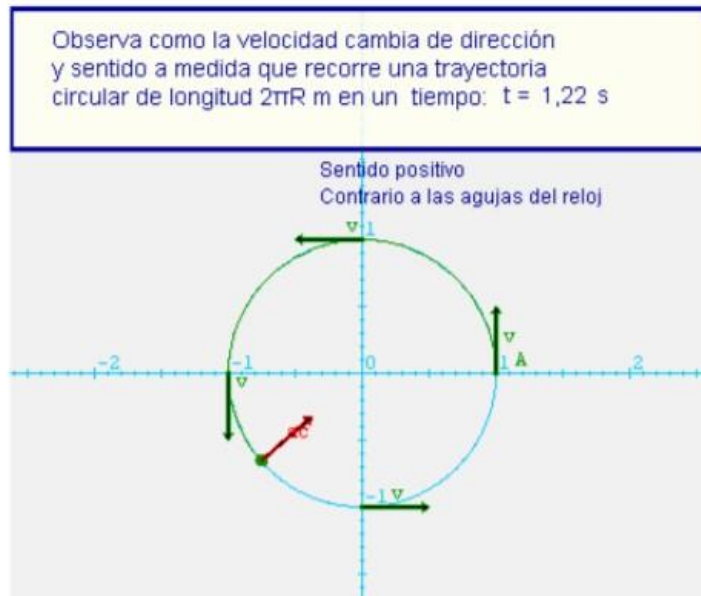 Observa como la velocidad cambia de dirección
y sentido a medida que recorre una trayectoria
circular de longitud 2πR m en un tiempo: t = 1,22 s
Sentido positivo
Contrario a las agujas del reloj
v
1
v
A
-2
-1
0
1
2
v
ac
-1
v